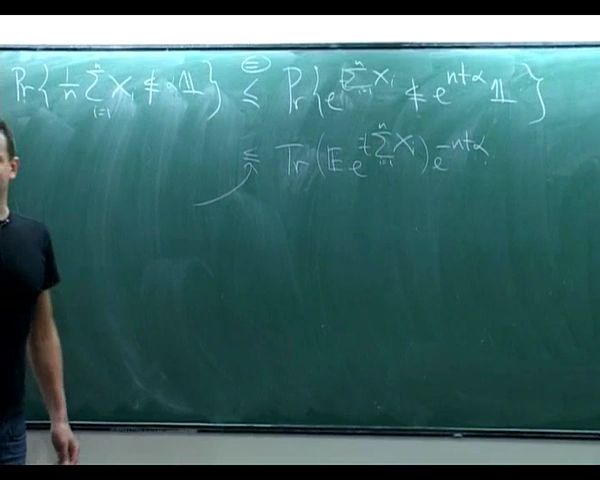 Pr{ 1/n ∑_{i=1}^{n} X_i ≰ α𝟙 } (=) ≤ Pr{ e^{t∑_{i=1}^{n} X_i} ≰ e^{ntα} 𝟙 }
≤ Tr(𝔼 e^{t∑_{i=1}^{n} X_i}) e^{-ntα}